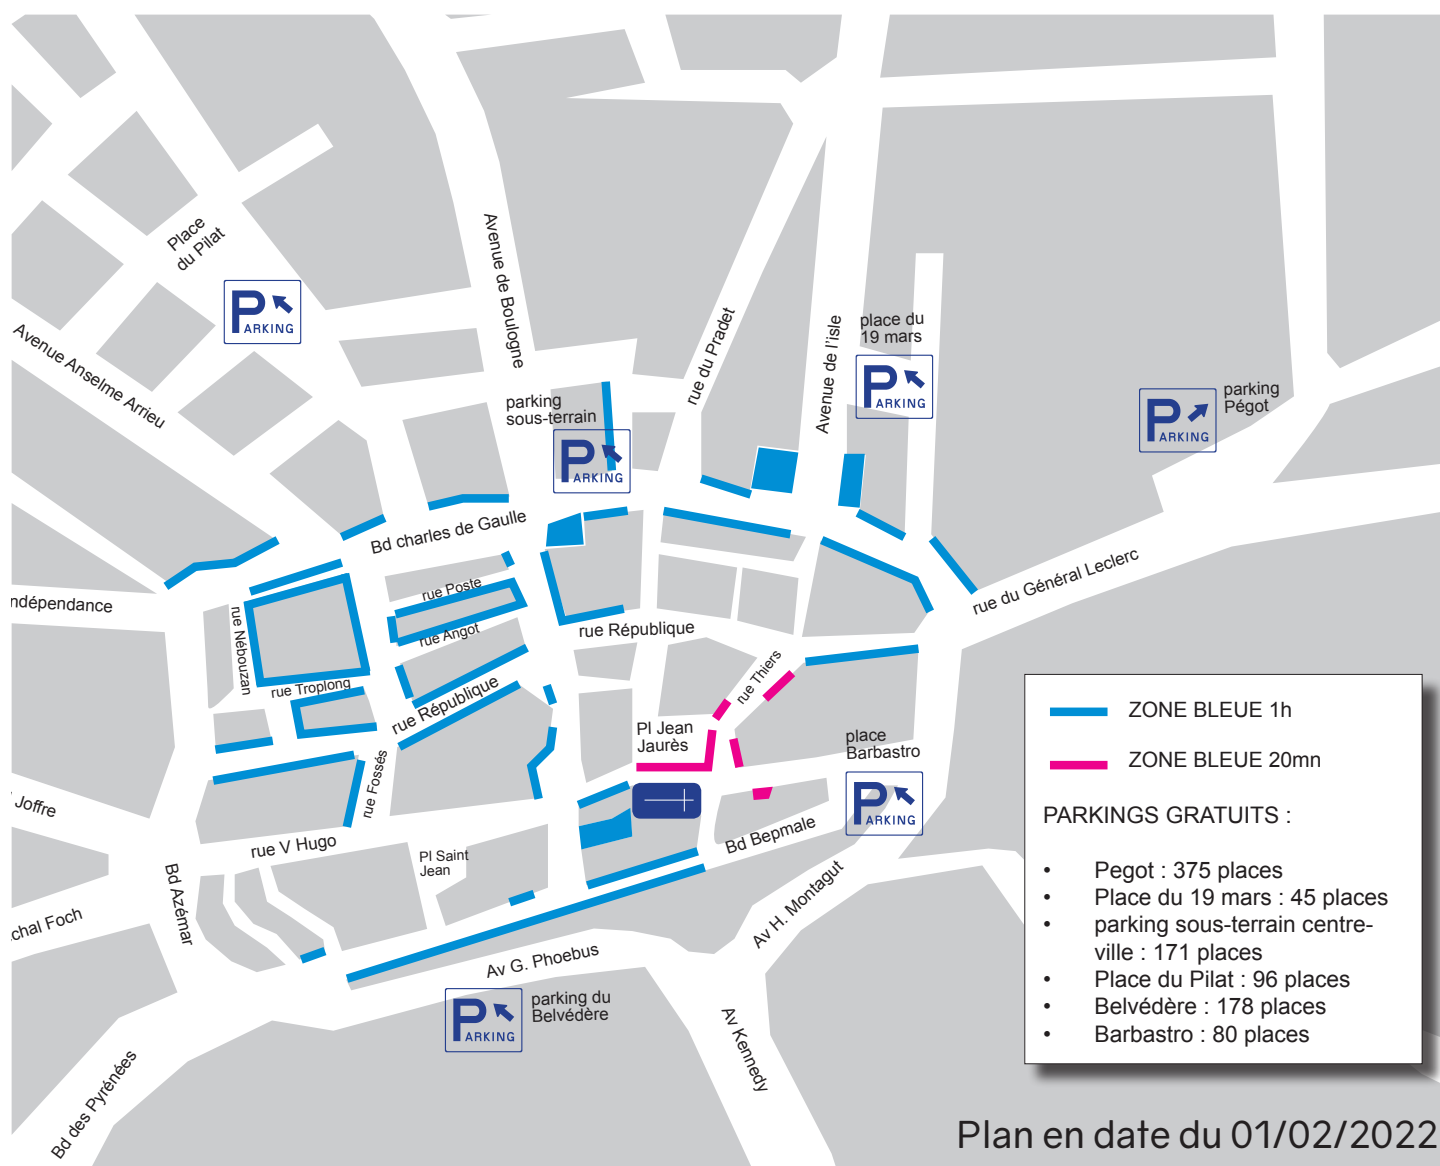 Place
du Pilat
PARKING
Avenue Anselme Arrieu
Avenue de Boulogne
rue du Pradet
Avenue de l'isle
place du
19 mars
PARKING
parking
Pégot
PARKING
parking
sous-terrain
PARKING
Bd charles de Gaulle
ndépendance
rue Nébouzan
rue Poste
rue Angot
rue Troplong
rue République
rue République
rue Thiers
rue du Général Leclerc
Pl Jean
Jaurès
place
Barbastro
PARKING
rue Fossés
Joffre
rue V Hugo
Pl Saint
Jean
Bd Bepmale
Bd Azémar
chal Foch
Av H. Montagut
Av G. Phoebus
parking du
Belvédère
PARKING
Av Kennedy
Bd des Pyrénées
ZONE BLEUE 1h
ZONE BLEUE 20mn
PARKINGS GRATUITS :
• Pegot : 375 places
• Place du 19 mars : 45 places
• parking sous-terrain centre-
ville : 171 places
• Place du Pilat : 96 places
• Belvédère : 178 places
• Barbastro : 80 places
Plan en date du 01/02/2022